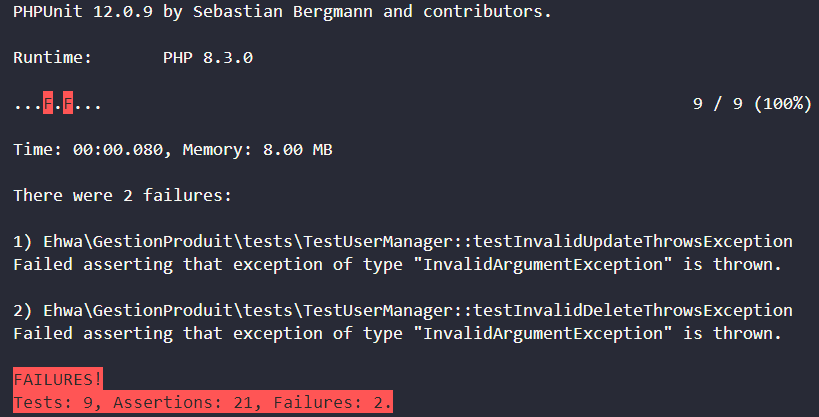 PHPUnit 12.0.9 by Sebastian Bergmann and contributors.
Runtime:       PHP 8.3.0
...F.F...                                                           9 / 9 (100%)
Time: 00:00.080, Memory: 8.00 MB
There were 2 failures:
1) Ehwa\GestionProduit\tests\TestUserManager::testInvalidUpdateThrowsException
Failed asserting that exception of type "InvalidArgumentException" is thrown.
2) Ehwa\GestionProduit\tests\TestUserManager::testInvalidDeleteThrowsException
Failed asserting that exception of type "InvalidArgumentException" is thrown.
FAILURES!
Tests: 9, Assertions: 21, Failures: 2.